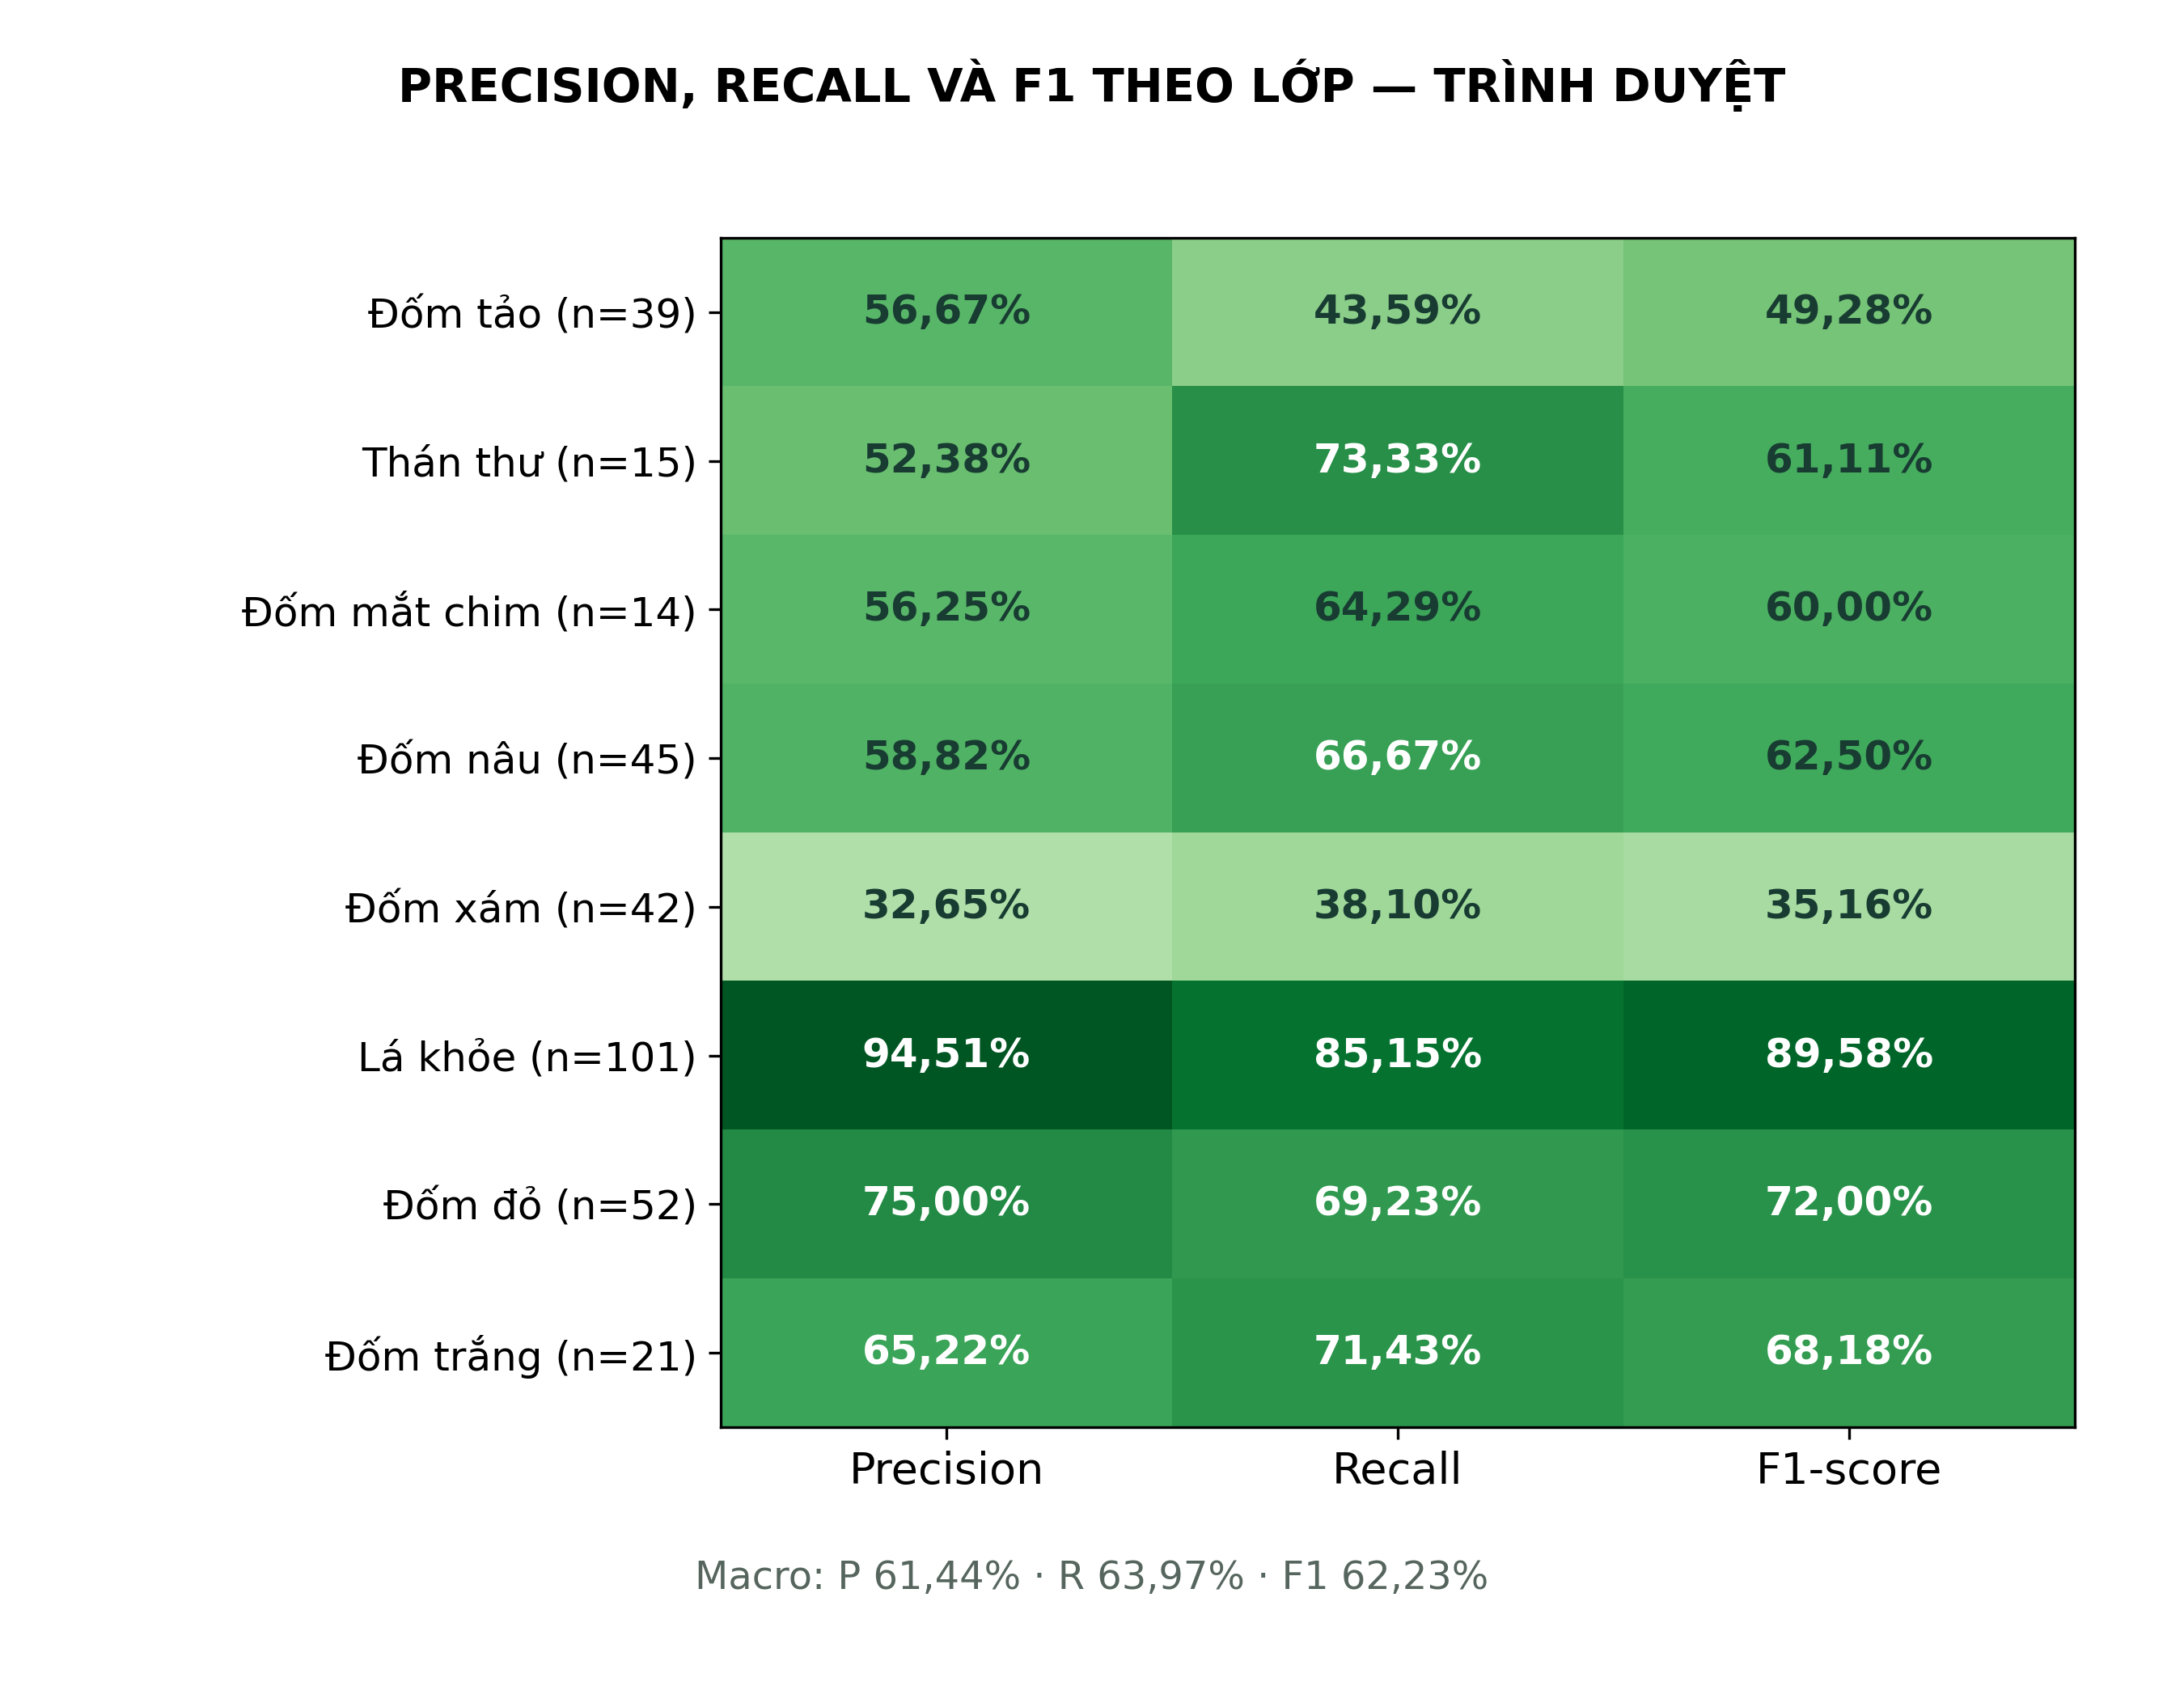 PRECISION, RECALL VÀ F1 THEO LỚP — TRÌNH DUYỆT
Đốm tảo (n=39) 56,67% 43,59% 49,28%
Thán thư (n=15) 52,38% 73,33% 61,11%
Đốm mắt chim (n=14) 56,25% 64,29% 60,00%
Đốm nâu (n=45) 58,82% 66,67% 62,50%
Đốm xám (n=42) 32,65% 38,10% 35,16%
Lá khỏe (n=101) 94,51% 85,15% 89,58%
Đốm đỏ (n=52) 75,00% 69,23% 72,00%
Đốm trắng (n=21) 65,22% 71,43% 68,18%
Precision Recall F1-score
Macro: P 61,44% · R 63,97% · F1 62,23%